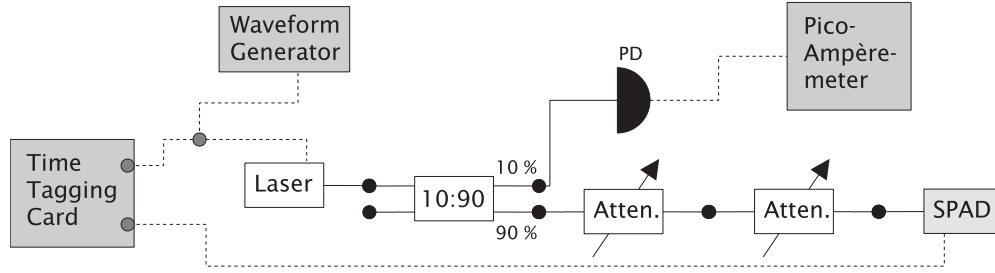 Waveform
Generator
PD
Pico-
Ampère-
meter
Time
Tagging
Card
Laser
10:90
10 %
90 %
Atten.
Atten.
SPAD